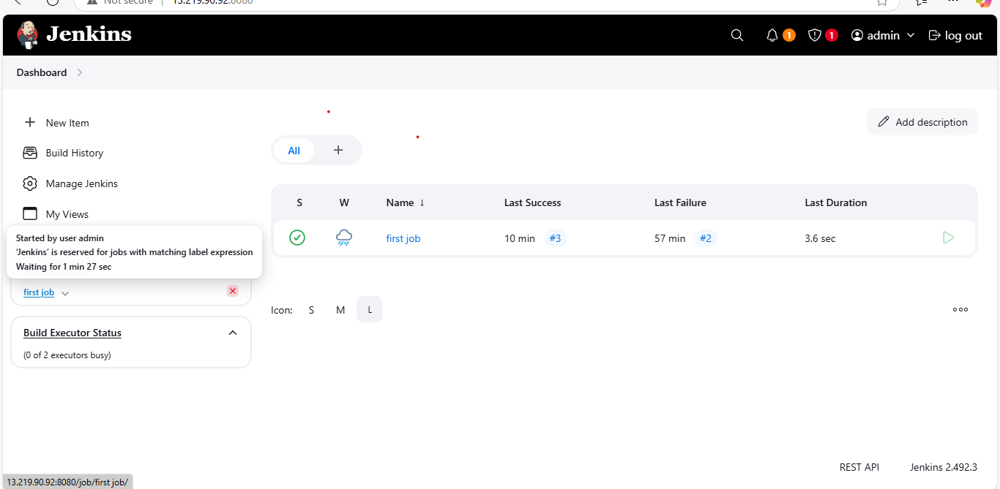 Not secure 13.219.90.92:8080
Jenkins
1 1 admin log out
Dashboard
New Item
Add description
Build History
All +
Manage Jenkins
My Views
S W Name ↓ Last Success Last Failure Last Duration
first job 10 min #3 57 min #2 3.6 sec
Started by user admin
‘Jenkins’ is reserved for jobs with matching label expression
Waiting for 1 min 27 sec
first job
Icon: S M L
Build Executor Status
(0 of 2 executors busy)
REST API Jenkins 2.492.3
13.219.90.92:8080/job/first job/